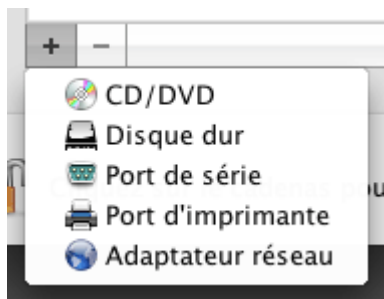 + −
CD/DVD
Disque dur
Port de série
Port d'imprimante
Adaptateur réseau